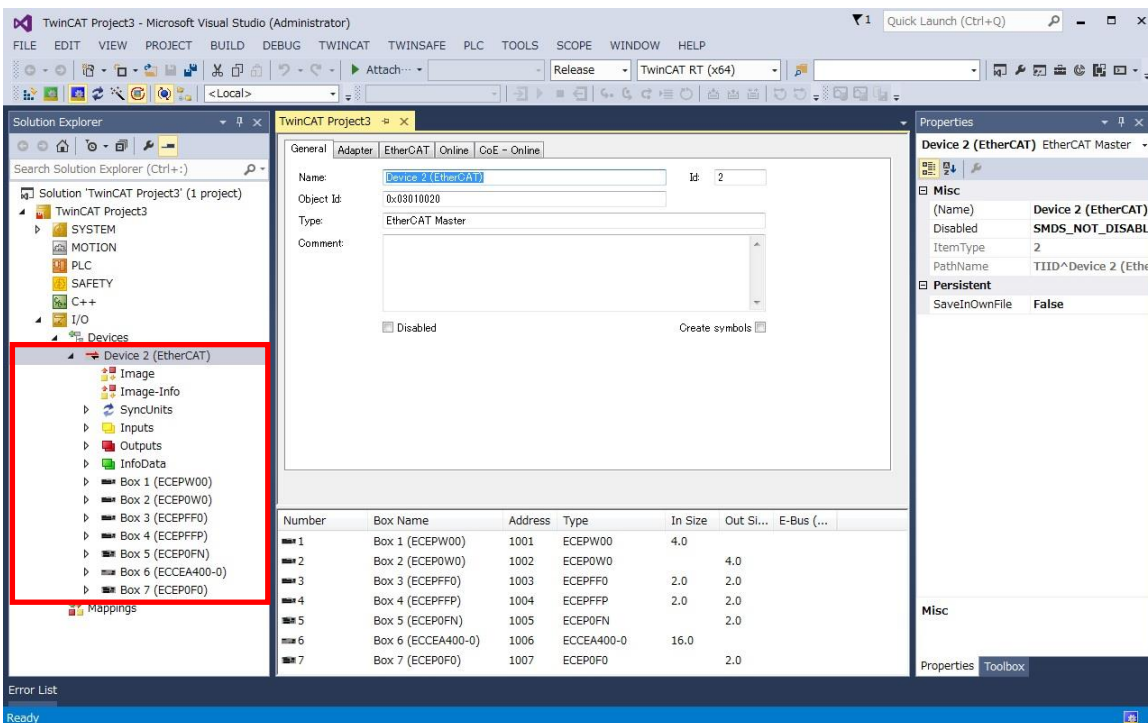 TwinCAT Project3 - Microsoft Visual Studio (Administrator)
1
Quick Launch (Ctrl+Q)
FILE EDIT VIEW PROJECT BUILD DEBUG TWINCAT TWINSAFE PLC TOOLS SCOPE WINDOW HELP
Attach...
Release
TwinCAT RT (x64)
<Local>
Solution Explorer
Search Solution Explorer (Ctrl+:)
Solution 'TwinCAT Project3' (1 project)
TwinCAT Project3
SYSTEM
MOTION
PLC
SAFETY
C++
I/O
Devices
Device 2 (EtherCAT)
Image
Image-Info
SyncUnits
Inputs
Outputs
InfoData
Box 1 (ECEPW00)
Box 2 (ECEP0W0)
Box 3 (ECEPFF0)
Box 4 (ECEPFFP)
Box 5 (ECEP0FN)
Box 6 (ECCEA400-0)
Box 7 (ECEP0F0)
Mappings
TwinCAT Project3
General Adapter EtherCAT Online CoE - Online
Name: Device 2 (EtherCAT) Id: 2
Object Id: 0x03010020
Type: EtherCAT Master
Comment:
Disabled Create symbols
Number Box Name Address Type In Size Out Si... E-Bus (...
1 Box 1 (ECEPW00) 1001 ECEPW00 4.0
2 Box 2 (ECEP0W0) 1002 ECEP0W0 4.0
3 Box 3 (ECEPFF0) 1003 ECEPFF0 2.0 2.0
4 Box 4 (ECEPFFP) 1004 ECEPFFP 2.0 2.0
5 Box 5 (ECEP0FN) 1005 ECEP0FN 2.0
6 Box 6 (ECCEA400-0) 1006 ECCEA400-0 16.0
7 Box 7 (ECEP0F0) 1007 ECEP0F0 2.0
Properties
Device 2 (EtherCAT) EtherCAT Master
Misc
(Name) Device 2 (EtherCAT)
Disabled SMDS_NOT_DISABL
ItemType 2
PathName TIID^Device 2 (Ethe
Persistent
SaveInOwnFile False
Misc
Properties Toolbox
Error List
Ready